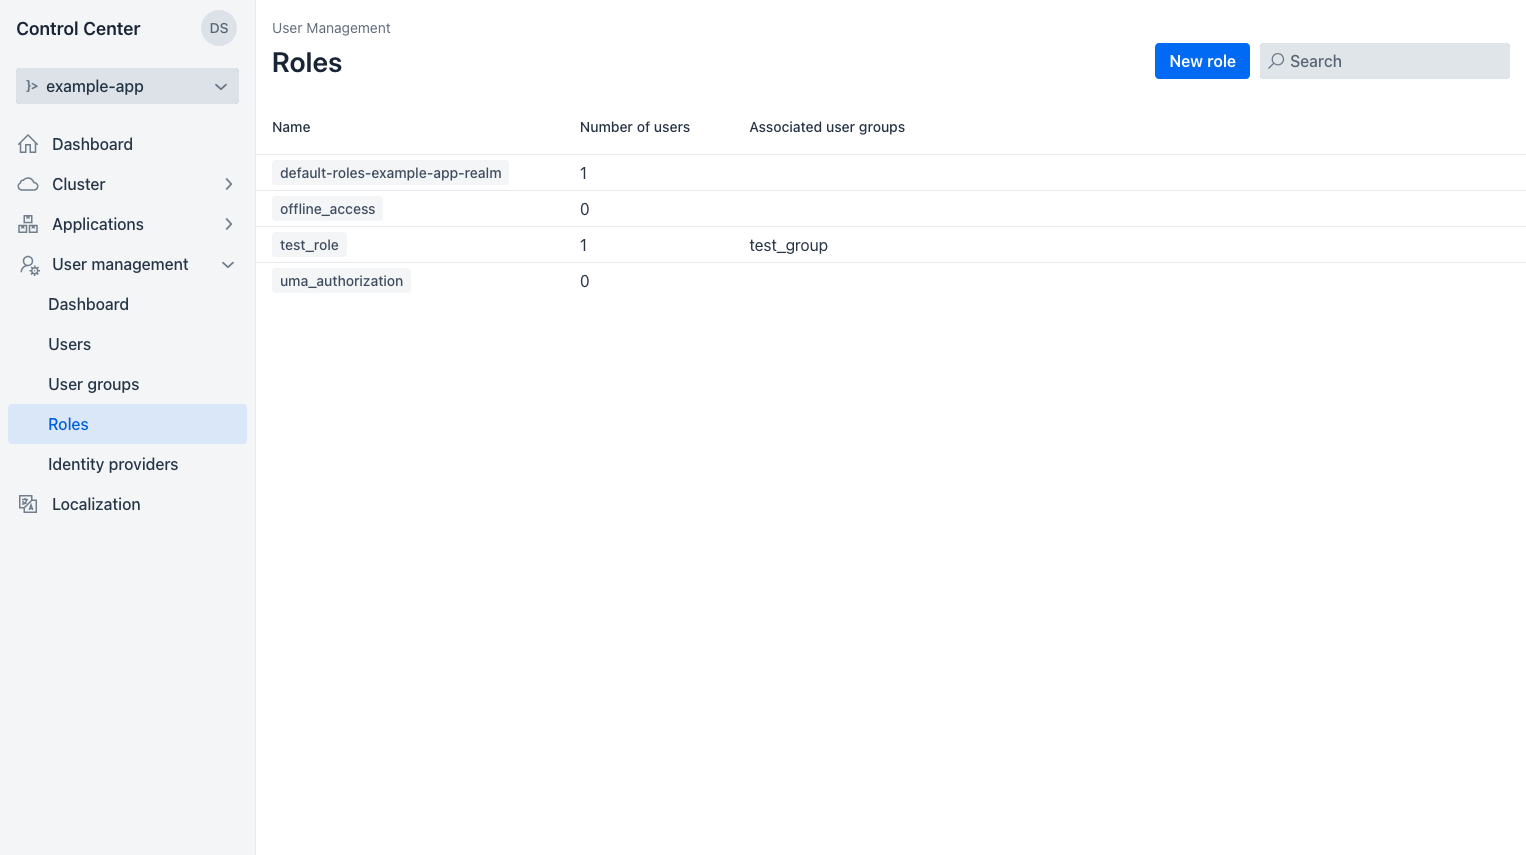 Control Center
DS
example-app
Dashboard
Cluster
Applications
User management
Dashboard
Users
User groups
Roles
Identity providers
Localization
User Management
Roles
New role
Search
Name Number of users Associated user groups
default-roles-example-app-realm 1
offline_access 0
test_role 1 test_group
uma_authorization 0